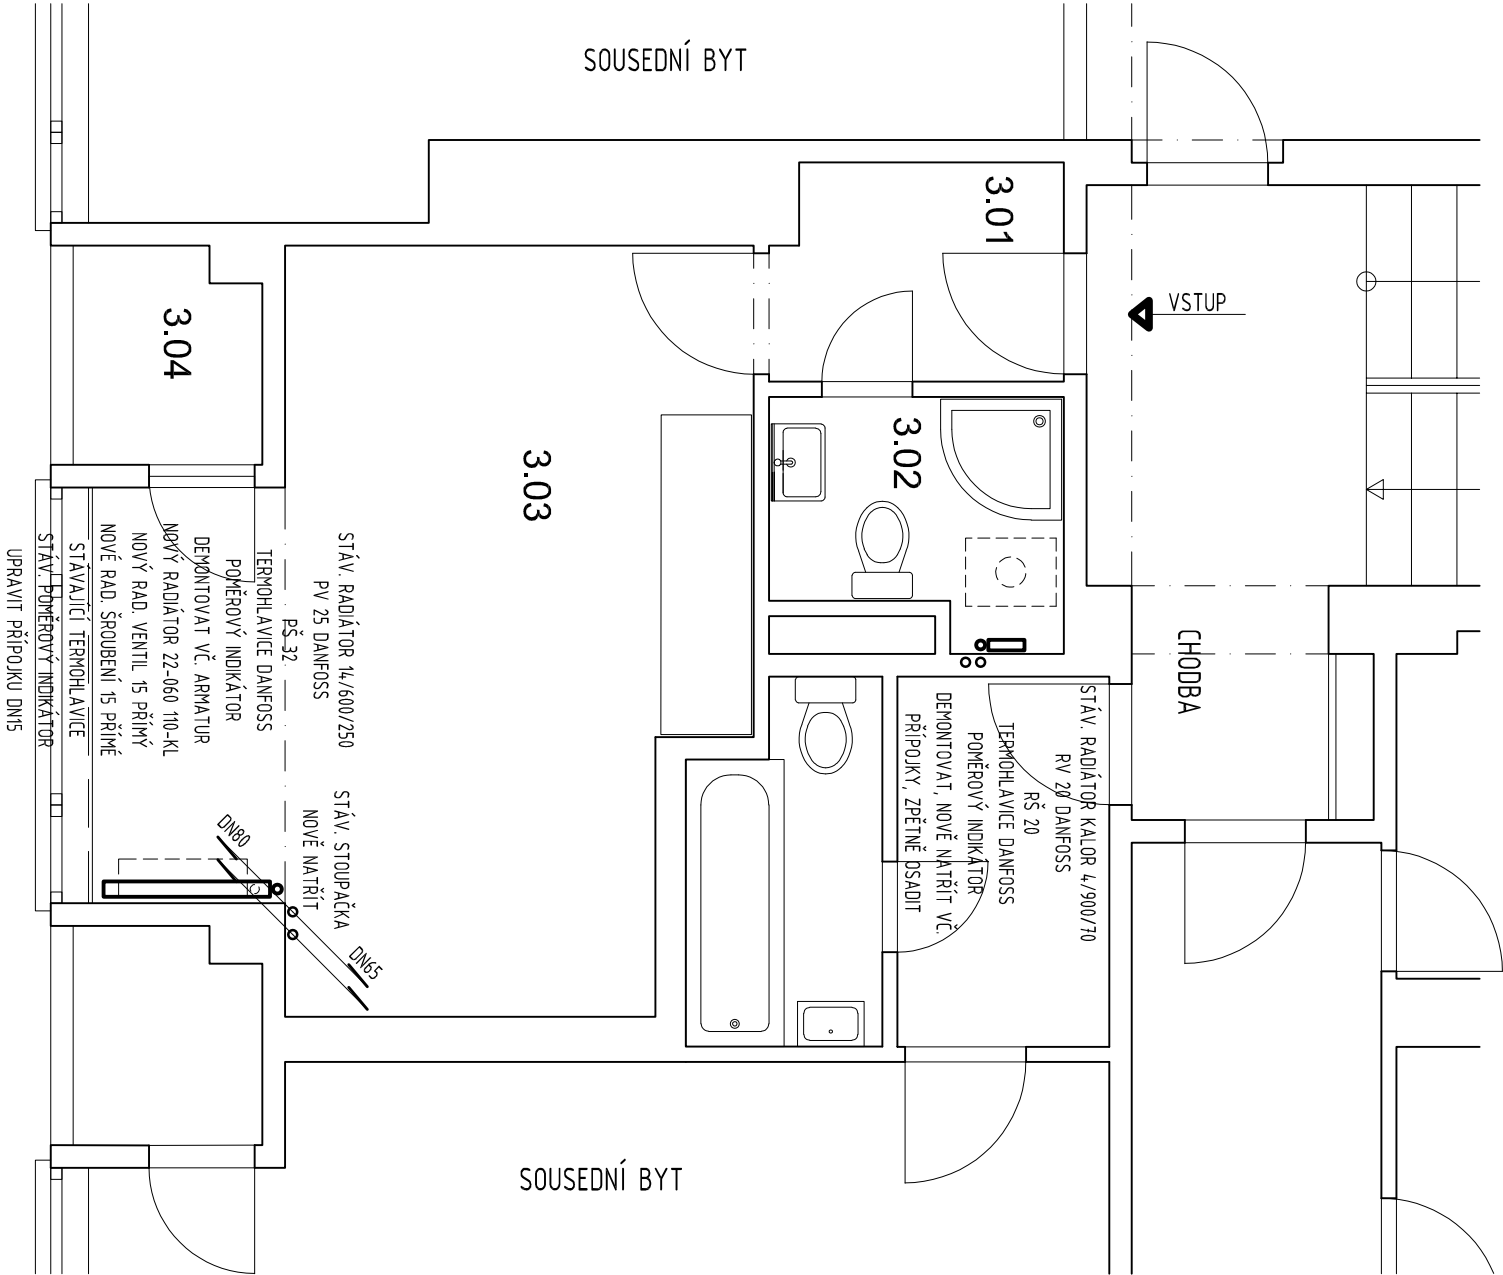 SOUSEDNÍ BYT
3.01
VSTUP
3.04
3.02
3.03
CHODBA
STÁV. RADIÁTOR 14/600/250
PV 25 DANFOSS
PŠ 32
TERMOHLAVICE DANFOSS
POMĚROVÝ INDIKÁTOR
DEMONTOVAT VČ. ARMATUR
NOVÝ RADIÁTOR 22-060 110-KL
NOVÝ RAD. VENTIL 15 PŘÍMÝ
NOVÉ RAD. ŠROUBENÍ 15 PŘÍMÉ
STÁVAJÍCÍ TERMOHLAVICE
STÁV. POMĚROVÝ INDIKÁTOR
UPRAVIT PŘÍPOJKU DN15
STÁV. STOUPAČKA
NOVĚ NATŘÍT
STÁV. RADIÁTOR KALOR 4/900/70
RV 20 DANFOSS
RŠ 20
TERMOHLAVICE DANFOSS
POMĚROVÝ INDIKÁTOR
DEMONTOVAT, NOVĚ NATŘÍT VČ.
PŘÍPOJKY, ZPĚTNĚ OSADIT
DN80
DN65
SOUSEDNÍ BYT